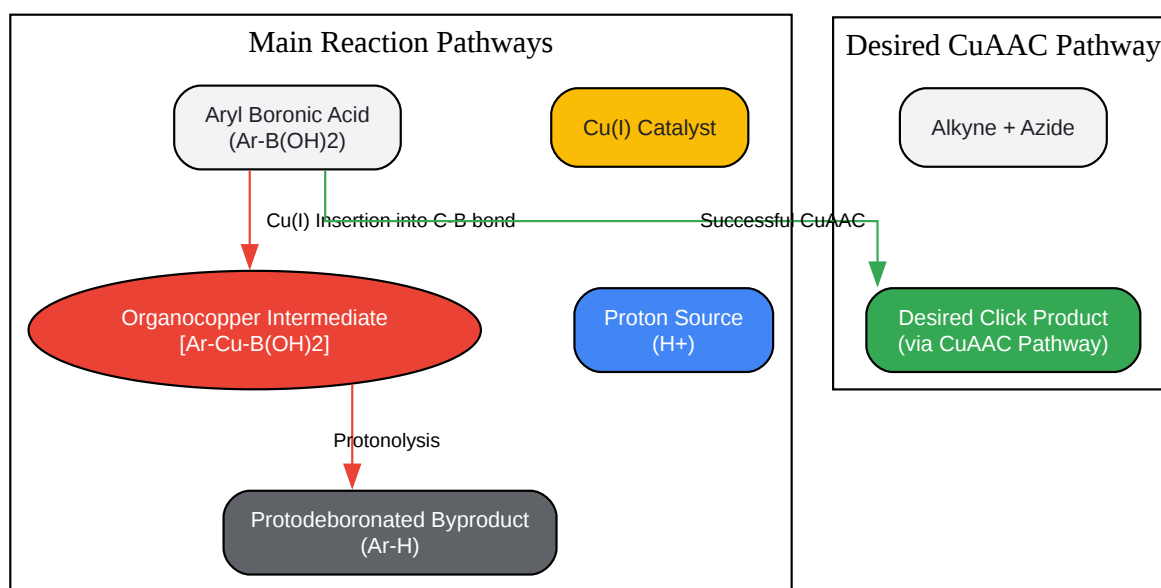 Main Reaction Pathways
Desired CuAAC Pathway
Aryl Boronic Acid
(Ar-B(OH)2)
Cu(I) Catalyst
Alkyne + Azide
Cu(I) Insertion into C-B bond
Successful CuAAC
Organocopper Intermediate
[Ar-Cu-B(OH)2]
Proton Source
(H+)
Desired Click Product
(via CuAAC Pathway)
Protonolysis
Protodeboronated Byproduct
(Ar-H)